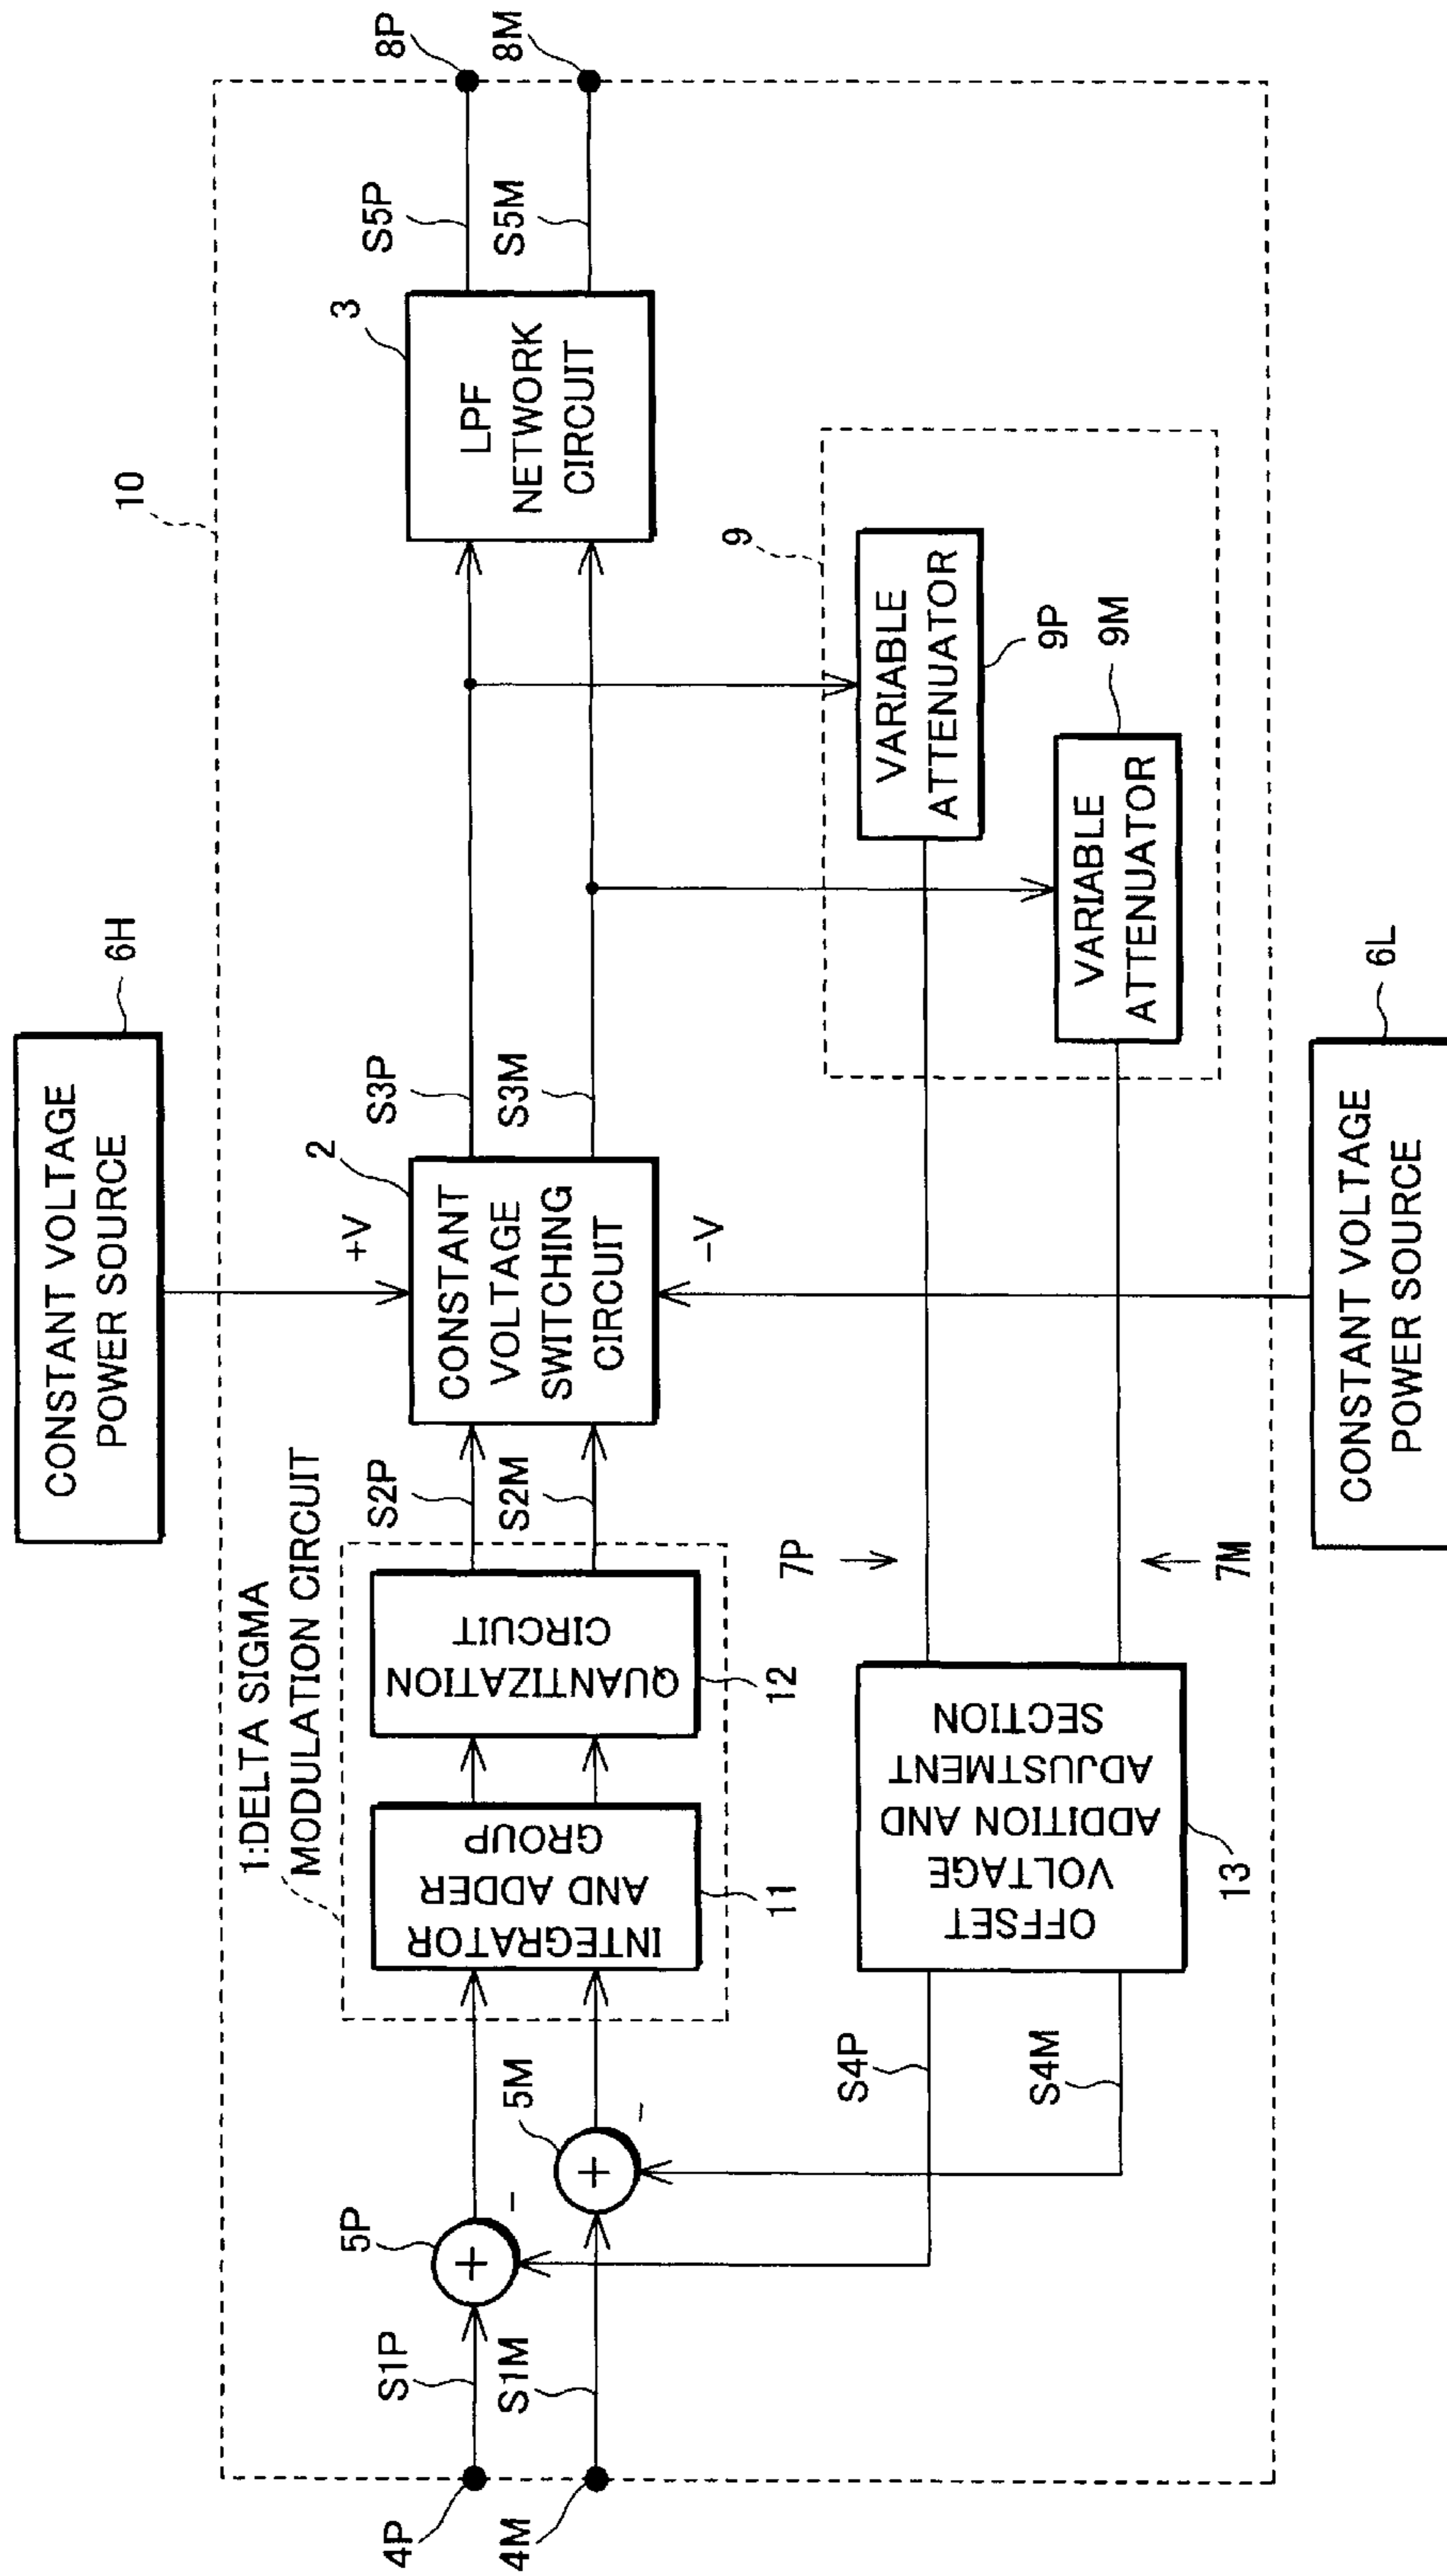 CONSTANT VOLTAGE
POWER SOURCE
6H
10
1:DELTA SIGMA
MODULATION CIRCUIT
+V
2
3
4P
S1P
5P
INTEGRATOR
AND ADDER
GROUP
11
QUANTIZATION
CIRCUIT
12
S2P
CONSTANT
VOLTAGE
SWITCHING
CIRCUIT
S3P
LPF
NETWORK
CIRCUIT
S5P
8P
4M
S1M
5M
+
+
-
-
S2M
S3M
S5M
8M
-V
9
7P
VARIABLE
ATTENUATOR
9P
S4P
OFFSET
VOLTAGE
ADDITION AND
ADJUSTMENT
SECTION
13
S4M
7M
VARIABLE
ATTENUATOR
9M
CONSTANT VOLTAGE
POWER SOURCE
6L